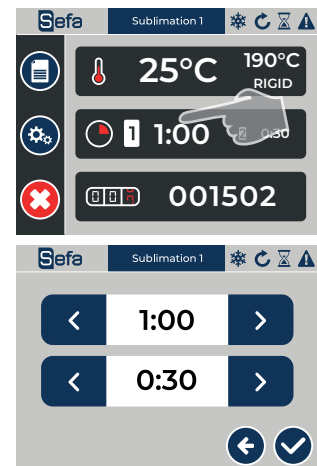 Sefa Sublimation 1
25°C 190°C
RIGID
1 1:00 2 0:30
001502
Sefa Sublimation 1
1:00
0:30